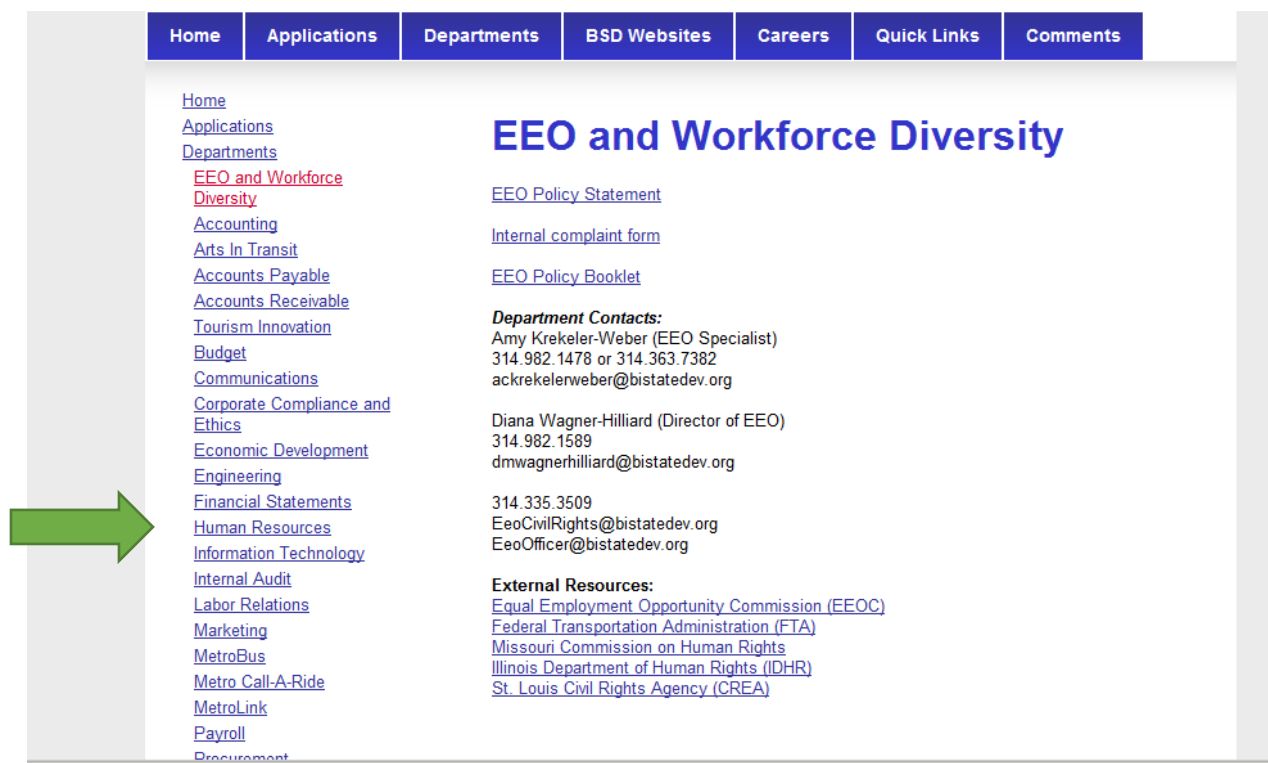 Home Applications Departments BSD Websites Careers Quick Links Comments
Home
Applications
Departments
EEO and Workforce
Diversity
Accounting
Arts In Transit
Accounts Payable
Accounts Receivable
Tourism Innovation
Budget
Communications
Corporate Compliance and
Ethics
Economic Development
Engineering
Financial Statements
Human Resources
Information Technology
Internal Audit
Labor Relations
Marketing
MetroBus
Metro Call-A-Ride
MetroLink
Payroll
Procurement
EEO and Workforce Diversity
EEO Policy Statement
Internal complaint form
EEO Policy Booklet
Department Contacts:
Amy Krekeler-Weber (EEO Specialist)
314.982.1478 or 314.363.7382
ackrekelerweber@bistatedev.org
Diana Wagner-Hilliard (Director of EEO)
314.982.1589
dmwagnerhilliard@bistatedev.org
314.335.3509
EeoCivilRights@bistatedev.org
EeoOfficer@bistatedev.org
External Resources:
Equal Employment Opportunity Commission (EEOC)
Federal Transportation Administration (FTA)
Missouri Commission on Human Rights
Illinois Department of Human Rights (IDHR)
St. Louis Civil Rights Agency (CREA)